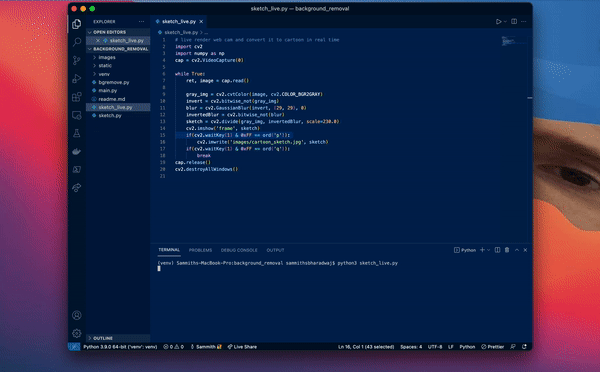 sketch_live.py — background_removal
EXPLORER
OPEN EDITORS
sketch_live.py
BACKGROUND_REMOVAL
images
static
venv
bgremove.py
main.py
readme.md
sketch_live.py
sketch.py
OUTLINE
sketch_live.py
sketch_live.py > ...
1 # live render web cam and convert it to cartoon in real time
2 import cv2
3 import numpy as np
4 cap = cv2.VideoCapture(0)
5
6 while True:
7 ret, image = cap.read()
8
9 gray_img = cv2.cvtColor(image, cv2.COLOR_BGR2GRAY)
10 invert = cv2.bitwise_not(gray_img)
11 blur = cv2.GaussianBlur(invert, (29, 29), 0)
12 invertedBlur = cv2.bitwise_not(blur)
13 sketch = cv2.divide(gray_img, invertedBlur, scale=230.0)
14 cv2.imshow('frame', sketch)
15 if(cv2.waitKey(1) & 0xFF == ord('p')):
16 cv2.imwrite('images/cartoon_sketch.jpg', sketch)
17 if(cv2.waitKey(1) & 0xFF == ord('q')):
18 break
19 cap.release()
20 cv2.destroyAllWindows()
21
TERMINAL PROBLEMS DEBUG CONSOLE OUTPUT Python
(venv) Sammiths-MacBook-Pro:background_removal sammithsbharadwaj$ python3 sketch_live.py
Python 3.9.0 64-bit ('venv': venv) 0 0 Sammith Live Share Ln 16, Col 1 (43 selected) Spaces: 4 UTF-8 LF Python Prettier